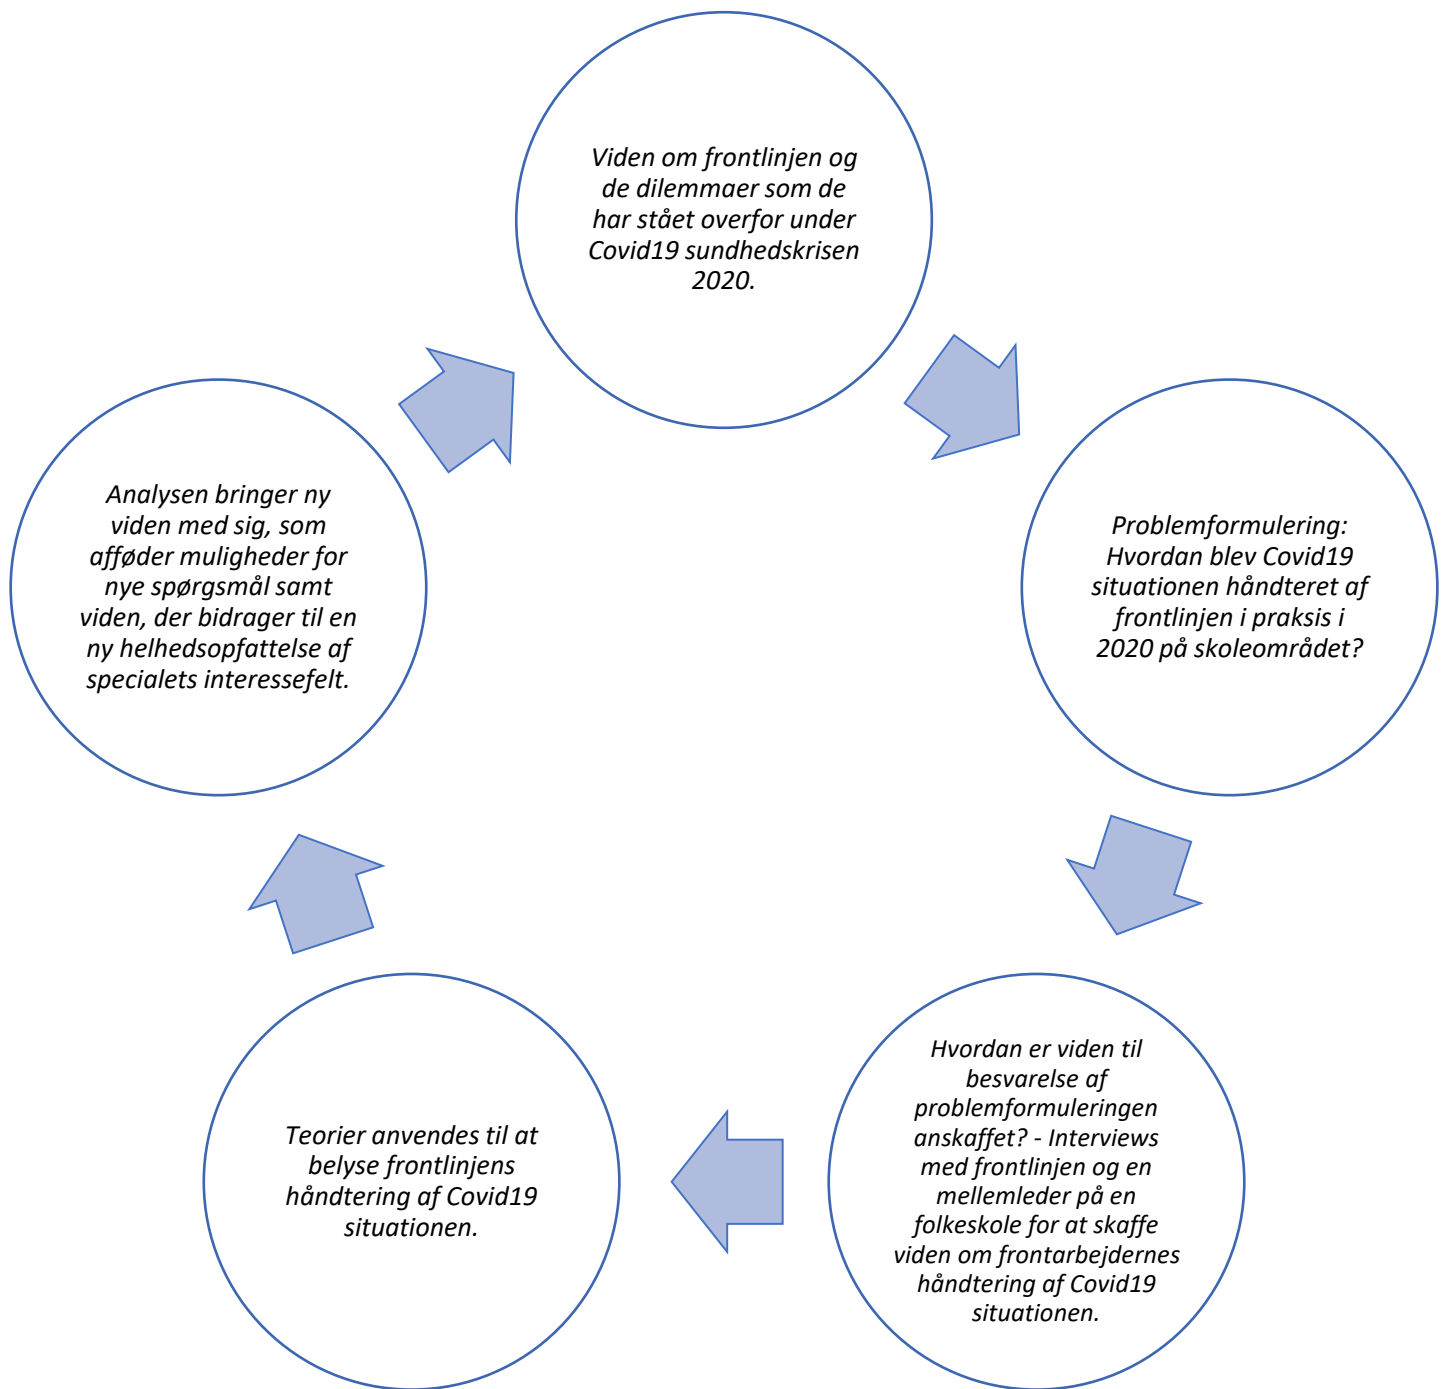 Viden om frontlinjen og
de dilemmaer som de
har stået overfor under
Covid19 sundhedskrisen
2020.
Problemformulering:
Hvordan blev Covid19
situationen håndteret af
frontlinjen i praksis i
2020 på skoleområdet?
Hvordan er viden til
besvarelse af
problemformuleringen
anskaffet? - Interviews
med frontlinjen og en
mellemleder på en
folkeskole for at skaffe
viden om frontarbejdernes
håndtering af Covid19
situationen.
Teorier anvendes til at
belyse frontlinjens
håndtering af Covid19
situationen.
Analysen bringer ny
viden med sig, som
afføder muligheder for
nye spørgsmål samt
viden, der bidrager til en
ny helhedsopfattelse af
specialets interessefelt.